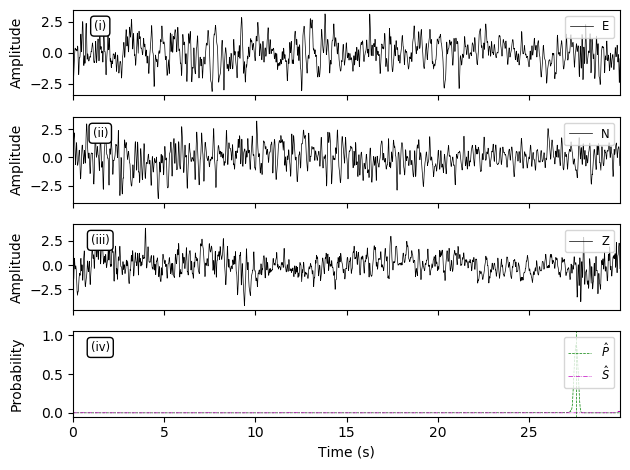 2.5
0.0
−2.5
Amplitude
(i)
E
2.5
0.0
−2.5
Amplitude
(ii)
N
2.5
0.0
−2.5
Amplitude
(iii)
Z
1.0
0.5
0.0
Probability
(iv)
P̂
Ŝ
0 5 10 15 20 25
Time (s)